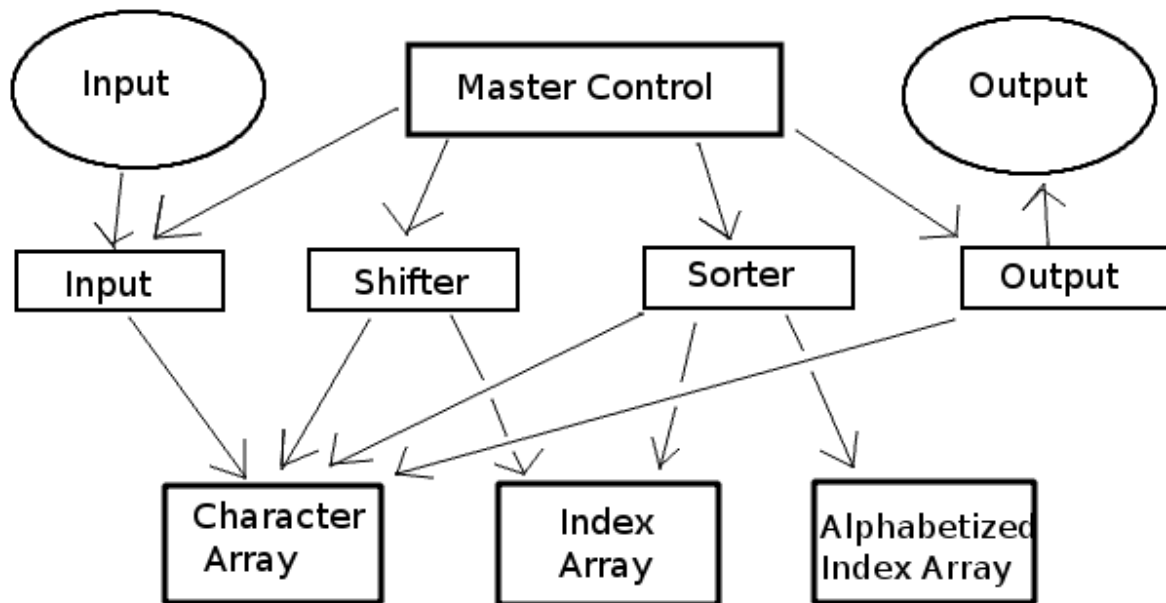 Input
Master Control
Output
Input
Shifter
Sorter
Output
Character
Array
Index
Array
Alphabetized
Index Array